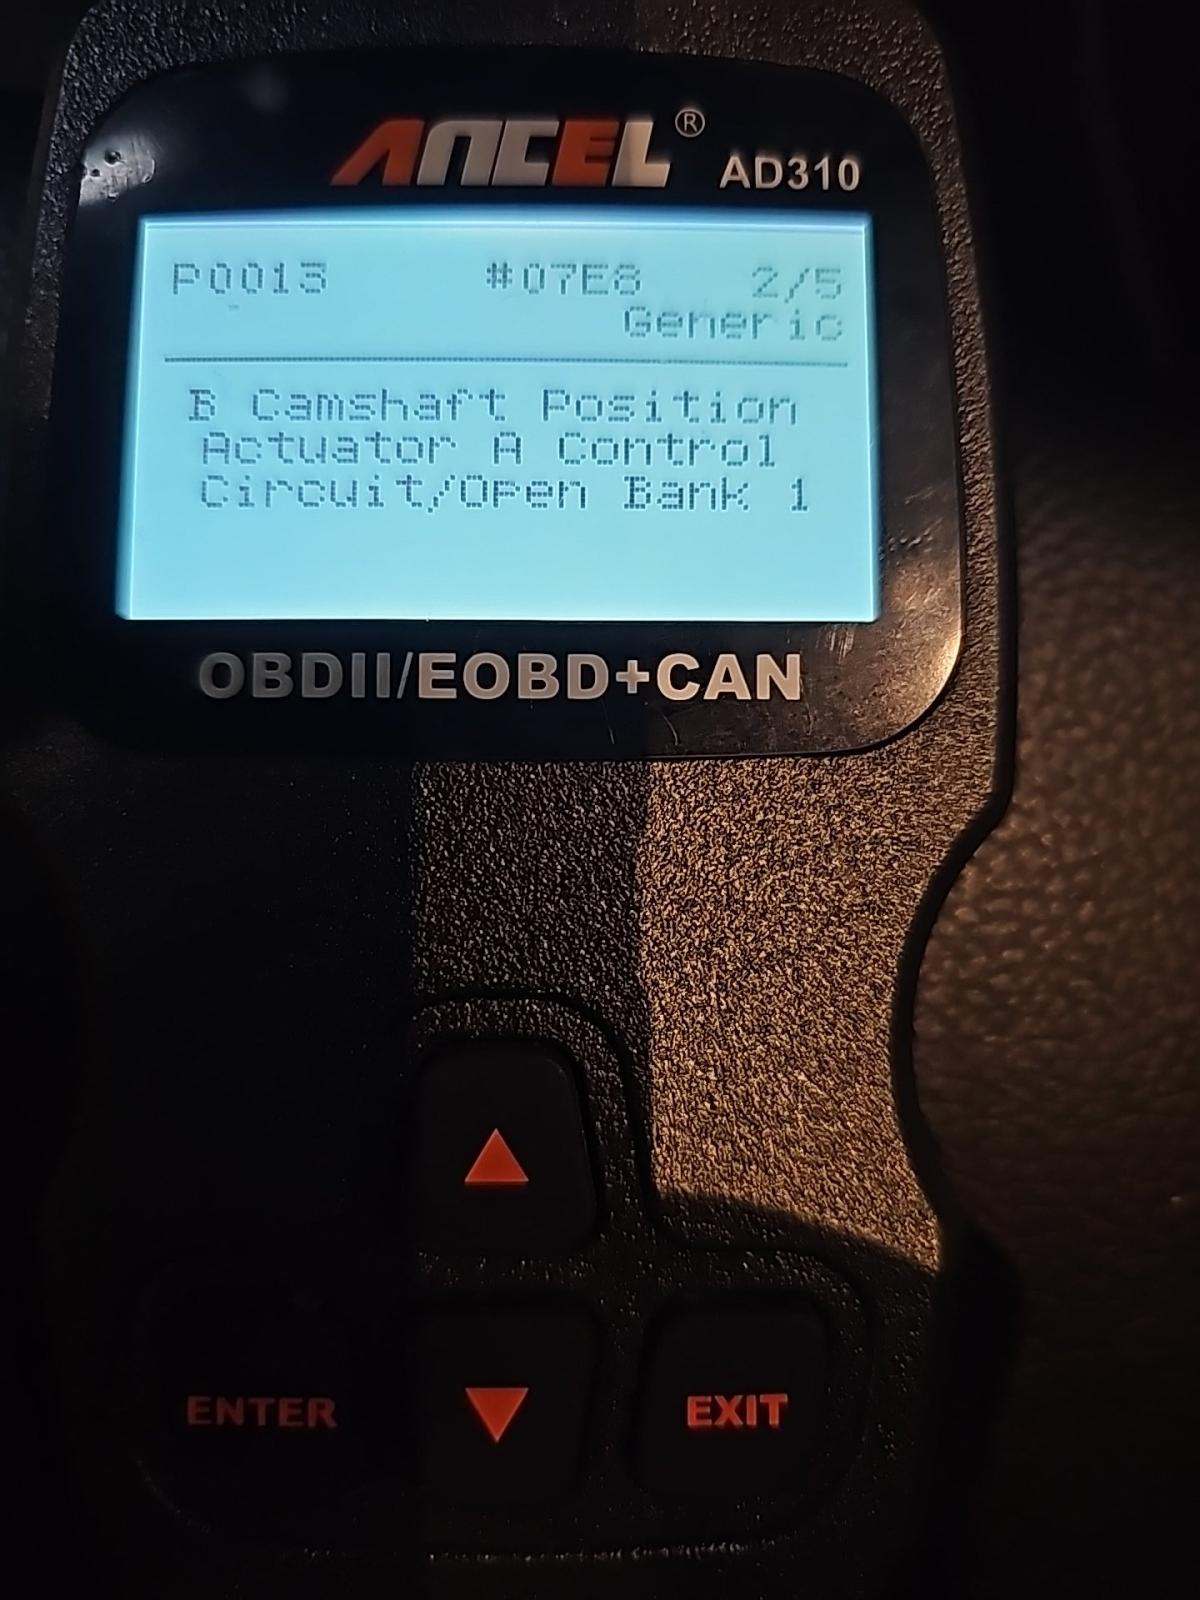 ANCEL® AD310
P0013 #07E8 2/5
Generic
B Camshaft Position
Actuator A Control
Circuit/Open Bank 1
OBDII/EOBD+CAN
ENTER EXIT